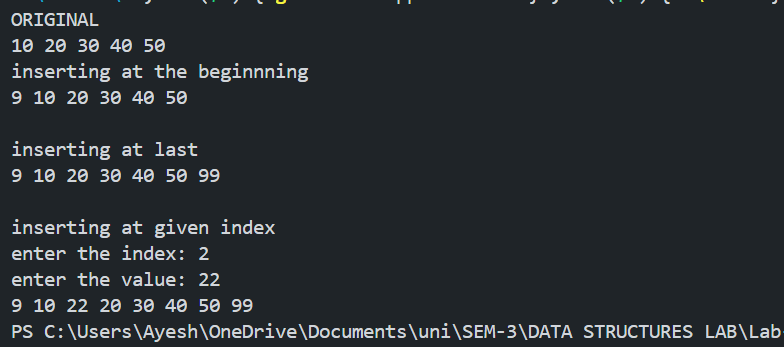 ORIGINAL
10 20 30 40 50
inserting at the beginnning
9 10 20 30 40 50
inserting at last
9 10 20 30 40 50 99
inserting at given index
enter the index: 2
enter the value: 22
9 10 22 20 30 40 50 99
PS C:\Users\Ayesh\OneDrive\Documents\uni\SEM-3\DATA STRUCTURES LAB\Lab